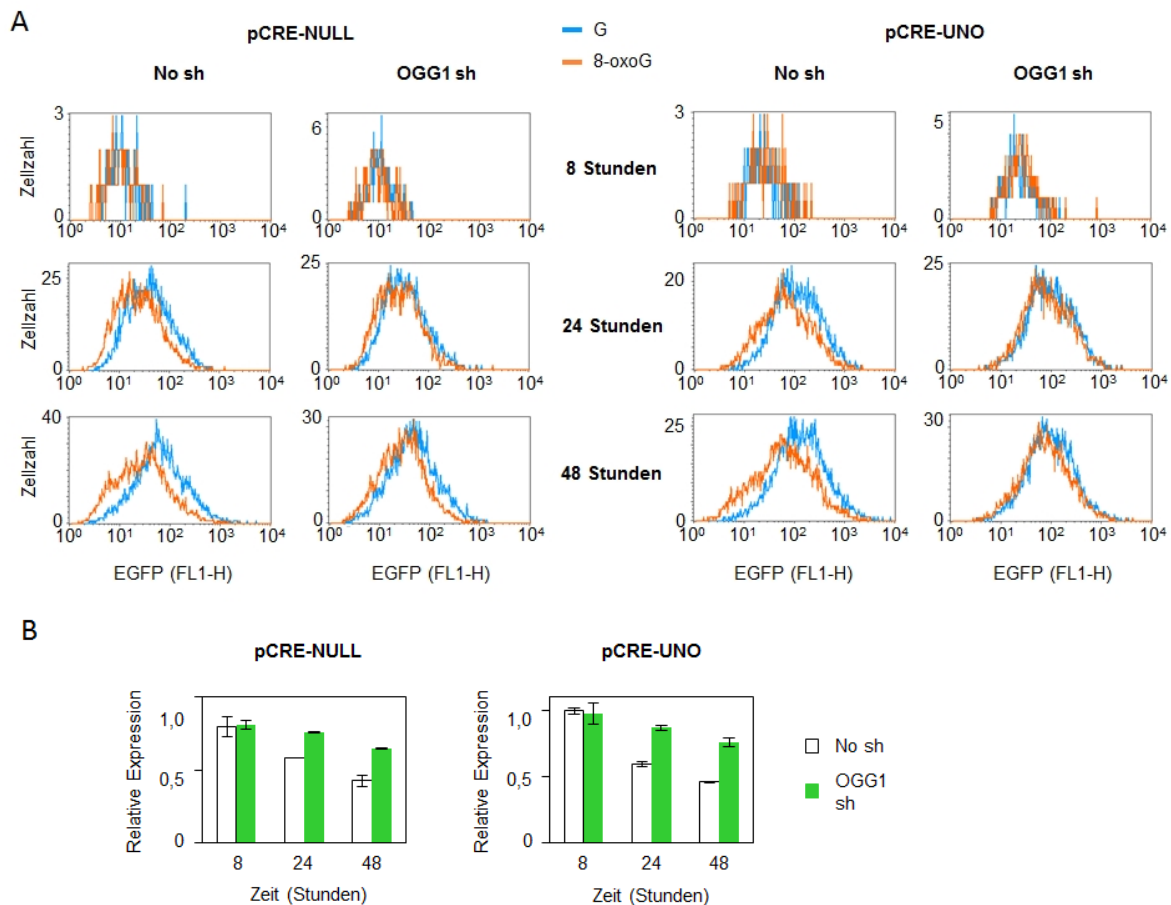 A
pCRE-NULL
G
8-oxoG
pCRE-UNO
No sh
OGG1 sh
No sh
OGG1 sh
Zellzahl
3
0
10⁰ 10¹ 10² 10³ 10⁴
6
0
10⁰ 10¹ 10² 10³ 10⁴
8 Stunden
3
0
10⁰ 10¹ 10² 10³ 10⁴
5
0
10⁰ 10¹ 10² 10³ 10⁴
Zellzahl
25
0
10⁰ 10¹ 10² 10³ 10⁴
25
0
10⁰ 10¹ 10² 10³ 10⁴
24 Stunden
20
0
10⁰ 10¹ 10² 10³ 10⁴
25
0
10⁰ 10¹ 10² 10³ 10⁴
Zellzahl
40
0
10⁰ 10¹ 10² 10³ 10⁴
30
0
10⁰ 10¹ 10² 10³ 10⁴
48 Stunden
25
0
10⁰ 10¹ 10² 10³ 10⁴
30
0
10⁰ 10¹ 10² 10³ 10⁴
EGFP (FL1-H)
EGFP (FL1-H)
EGFP (FL1-H)
EGFP (FL1-H)
B
pCRE-NULL
Relative Expression
1,0
0,5
0
8 24 48
Zeit (Stunden)
pCRE-UNO
Relative Expression
1,0
0,5
0
8 24 48
Zeit (Stunden)
No sh
OGG1
sh